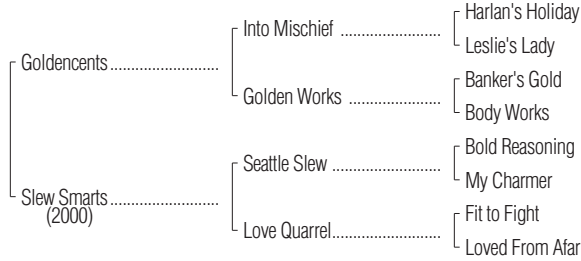 Harlan's Holiday
Into Mischief ....................
Leslie's Lady
Goldencents......................
Banker's Gold
Golden Works ..................
Body Works
Bold Reasoning
Seattle Slew .....................
My Charmer
Slew Smarts......................
(2000)
Fit to Fight
Love Quarrel......................
Loved From Afar